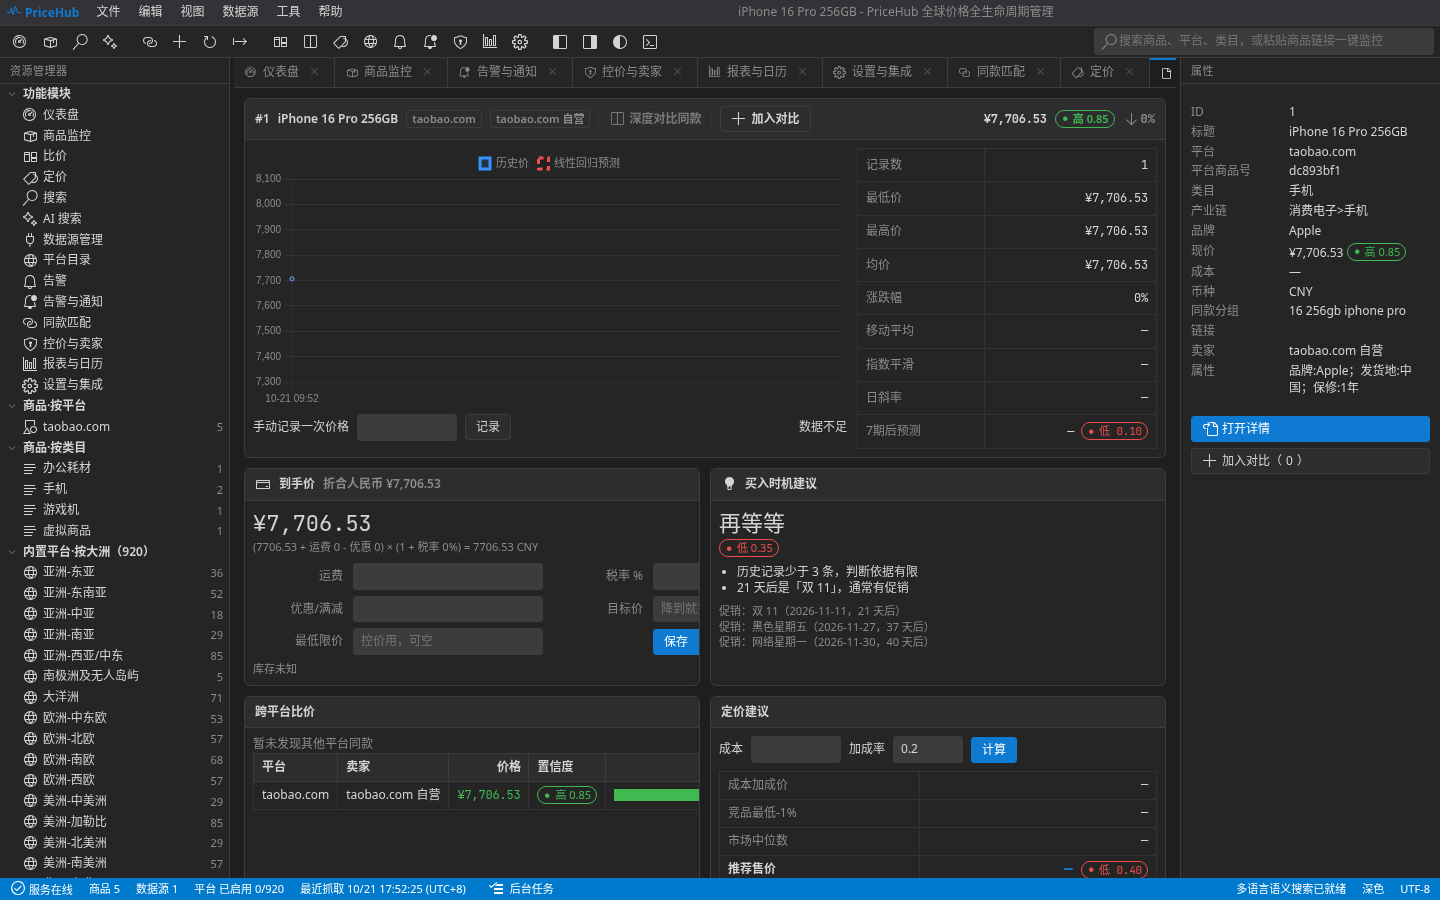 PriceHub 文件 编辑 视图 数据源 工具 帮助 iPhone 16 Pro 256GB - PriceHub 全球价格全生命周期管理
搜索商品、平台、类目，或粘贴商品链接一键监控
资源管理器
功能模块
仪表盘
商品监控
比价
定价
搜索
AI 搜索
数据源管理
平台目录
告警
告警与通知
同款匹配
控价与卖家
报表与日历
设置与集成
商品·按平台
taobao.com 5
商品·按类目
办公耗材 1
手机 2
游戏机 1
虚拟商品 1
内置平台·按大洲（920）
亚洲-东亚 36
亚洲-东南亚 52
亚洲-中亚 18
亚洲-南亚 29
亚洲-西亚/中东 85
南极洲及无人岛屿 5
大洋洲 71
欧洲-中东欧 53
欧洲-北欧 57
欧洲-南欧 68
欧洲-西欧 57
美洲-中美洲 29
美洲-加勒比 85
美洲-北美洲 29
美洲-南美洲 57
仪表盘 商品监控 告警与通知 控价与卖家 报表与日历 设置与集成 同款匹配 定价
#1 iPhone 16 Pro 256GB taobao.com taobao.com 自营 深度对比同款 加入对比 ¥7,706.53 高 0.85 0%
历史价 线性回归预测
8,100
8,000
7,900
7,800
7,700
7,600
7,500
7,400
7,300
10-21 09:52
手动记录一次价格 记录 数据不足
记录数 1
最低价 ¥7,706.53
最高价 ¥7,706.53
均价 ¥7,706.53
涨跌幅 0%
移动平均 —
指数平滑 —
日斜率 —
7期后预测 — 低 0.10
到手价 折合人民币 ¥7,706.53
¥7,706.53
(7706.53 + 运费 0 - 优惠 0) × (1 + 税率 0%) = 7706.53 CNY
运费 税率 %
优惠/满减 目标价 降到就
最低限价 控价用，可空 保存
库存未知
买入时机建议
再等等
低 0.35
历史记录少于 3 条，判断依据有限
21 天后是「双 11」，通常有促销
促销：双 11（2026-11-11，21 天后）
促销：黑色星期五（2026-11-27，37 天后）
促销：网络星期一（2026-11-30，40 天后）
跨平台比价
暂未发现其他平台同款
平台 卖家 价格 置信度
taobao.com taobao.com 自营 ¥7,706.53 高 0.85
定价建议
成本 加成率 0.2 计算
成本加成价 —
竞品最低-1% —
市场中位数 —
推荐售价 — 低 0.40
属性
ID 1
标题 iPhone 16 Pro 256GB
平台 taobao.com
平台商品号 dc893bf1
类目 手机
产业链 消费电子>手机
品牌 Apple
现价 ¥7,706.53 高 0.85
成本 —
币种 CNY
同款分组 16 256gb iphone pro
链接
卖家 taobao.com 自营
属性 品牌:Apple；发货地:中
国；保修:1年
打开详情
加入对比（ 0 ）
服务在线 商品 5 数据源 1 平台 已启用 0/920 最近抓取 10/21 17:52:25 (UTC+8) 后台任务 多语言语义搜索已就绪 深色 UTF-8